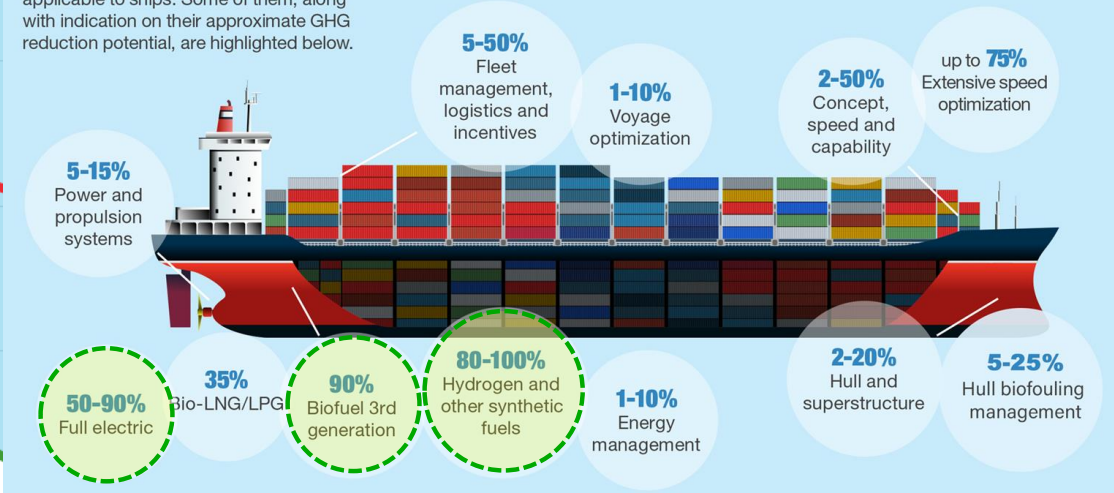 applicable to ships. Some of them, along
with indication on their approximate GHG
reduction potential, are highlighted below.
5-50%
Fleet
management,
logistics and
incentives
1-10%
Voyage
optimization
2-50%
Concept,
speed and
capability
up to 75%
Extensive speed
optimization
5-15%
Power and
propulsion
systems
50-90%
Full electric
35%
Bio-LNG/LPG
90%
Biofuel 3rd
generation
80-100%
Hydrogen and
other synthetic
fuels
1-10%
Energy
management
2-20%
Hull and
superstructure
5-25%
Hull biofouling
management